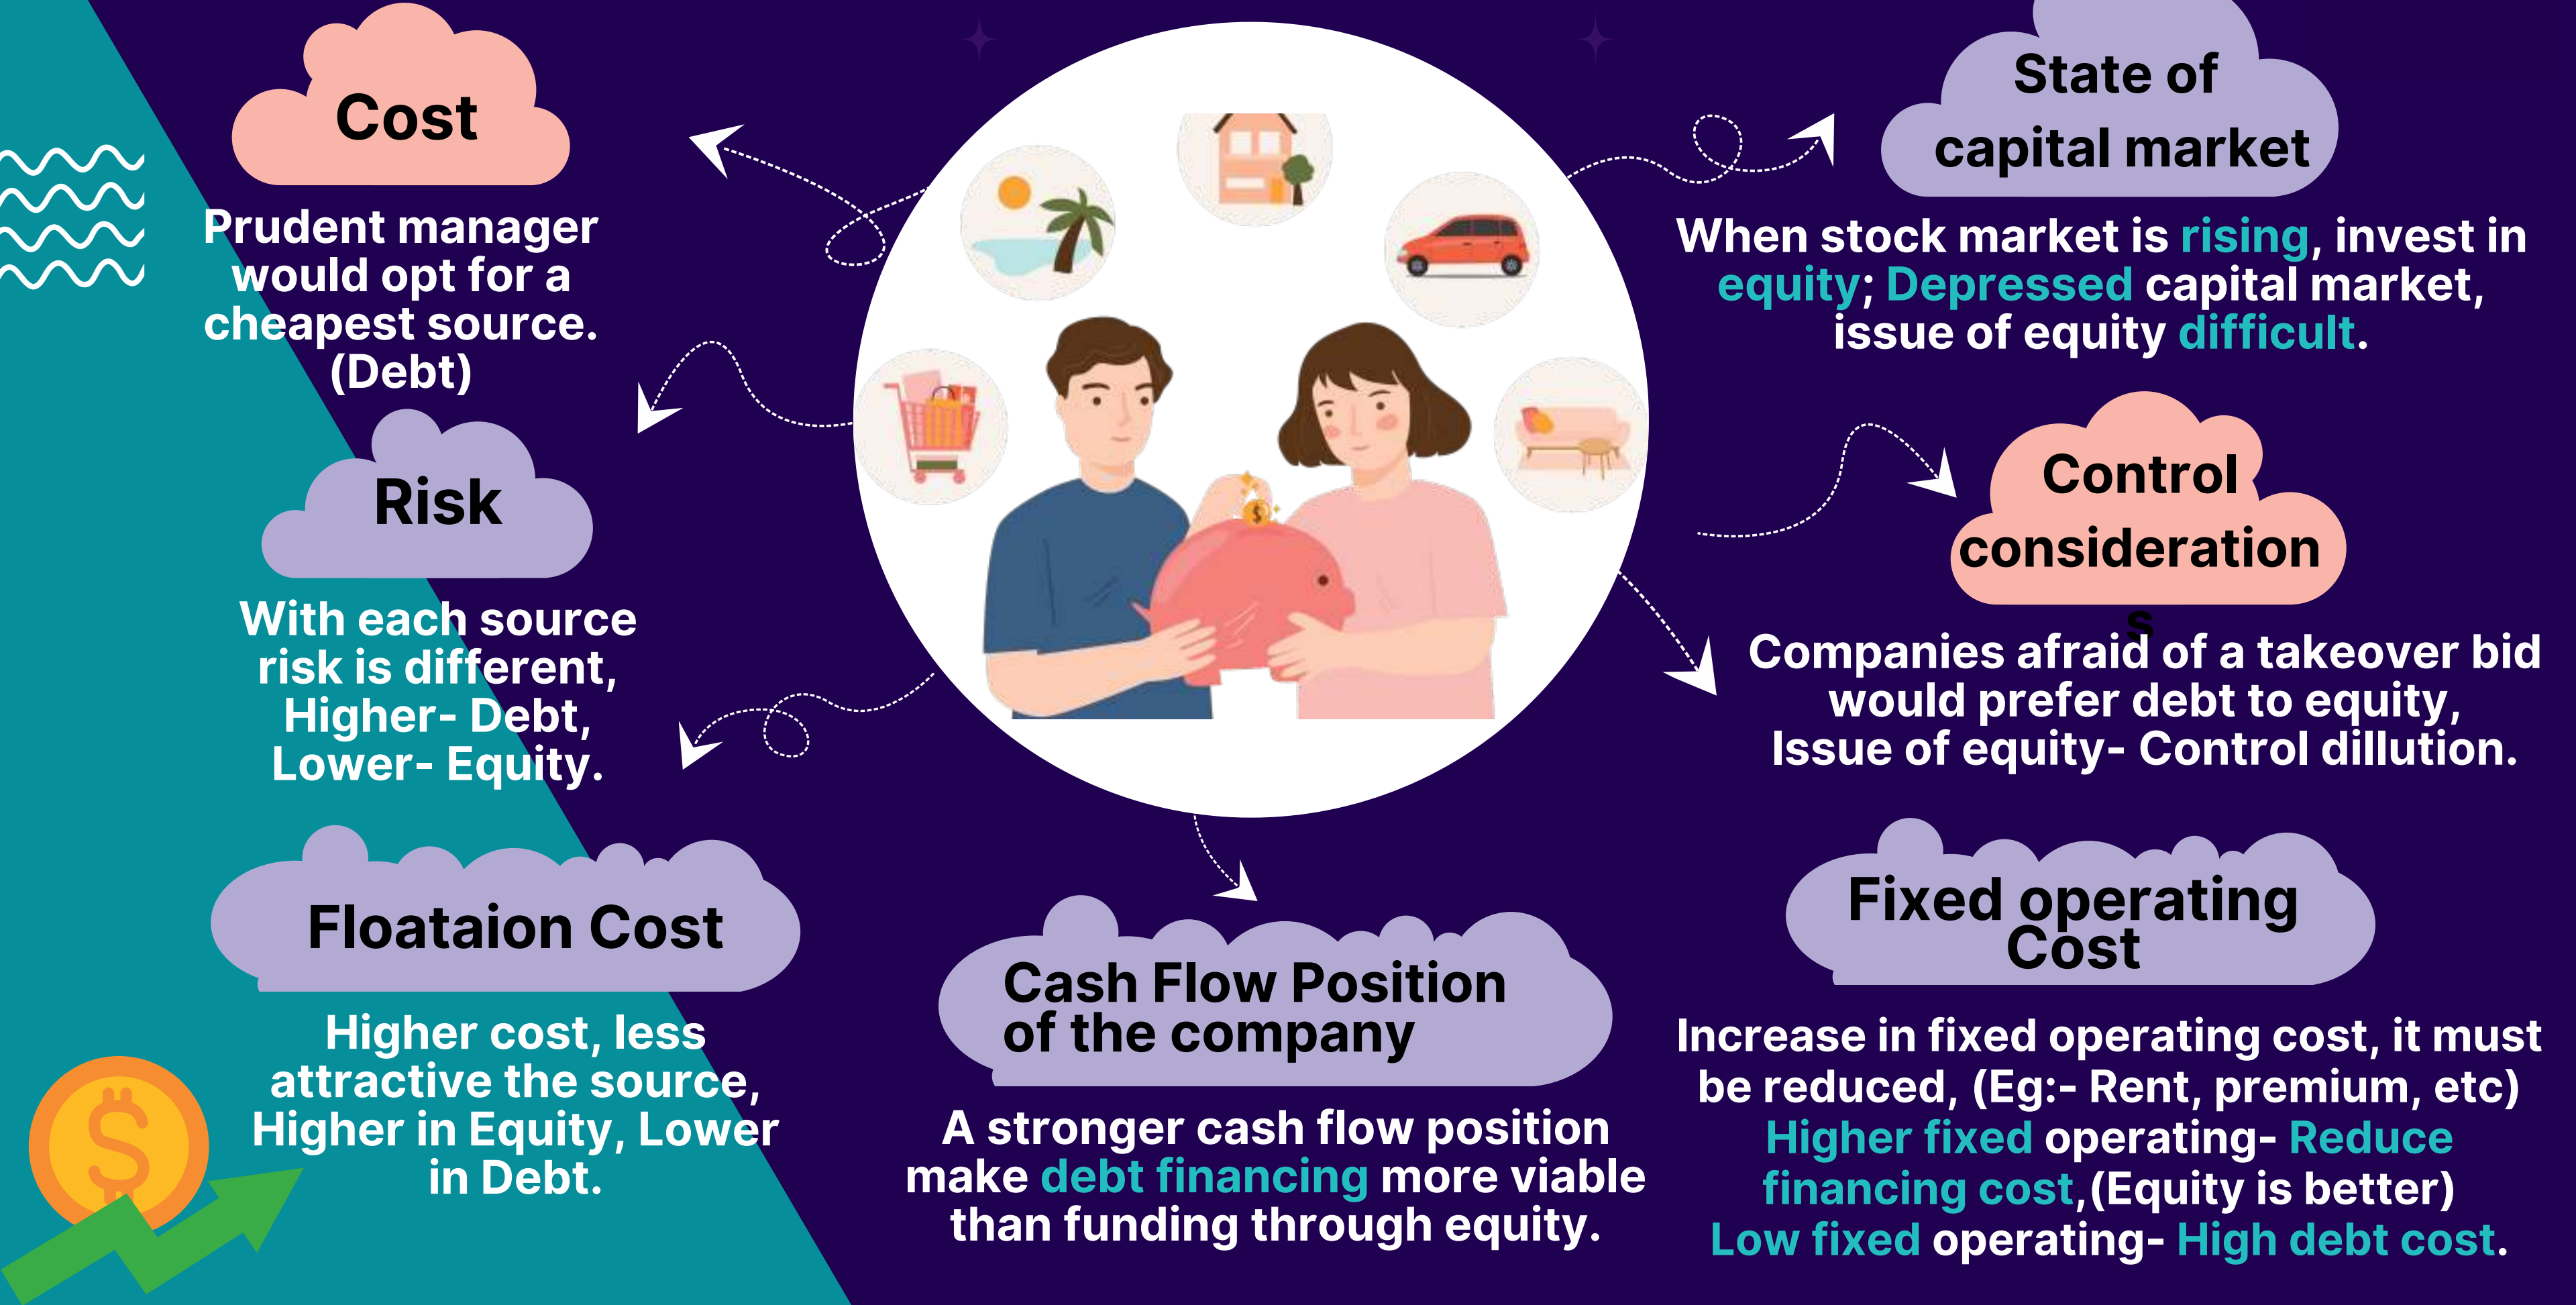 Cost
Prudent manager
would opt for a
cheapest source.
(Debt)
Risk
With each source
risk is different,
Higher- Debt,
Lower- Equity.
Floataion Cost
Higher cost, less
attractive the source,
Higher in Equity, Lower
in Debt.
Cash Flow Position
of the company
A stronger cash flow position
make debt financing more viable
than funding through equity.
State of
capital market
When stock market is rising, invest in
equity; Depressed capital market,
issue of equity difficult.
Control
consideration
s
Companies afraid of a takeover bid
would prefer debt to equity,
Issue of equity- Control dillution.
Fixed operating
Cost
Increase in fixed operating cost, it must
be reduced, (Eg:- Rent, premium, etc)
Higher fixed operating- Reduce
financing cost,(Equity is better)
Low fixed operating- High debt cost.